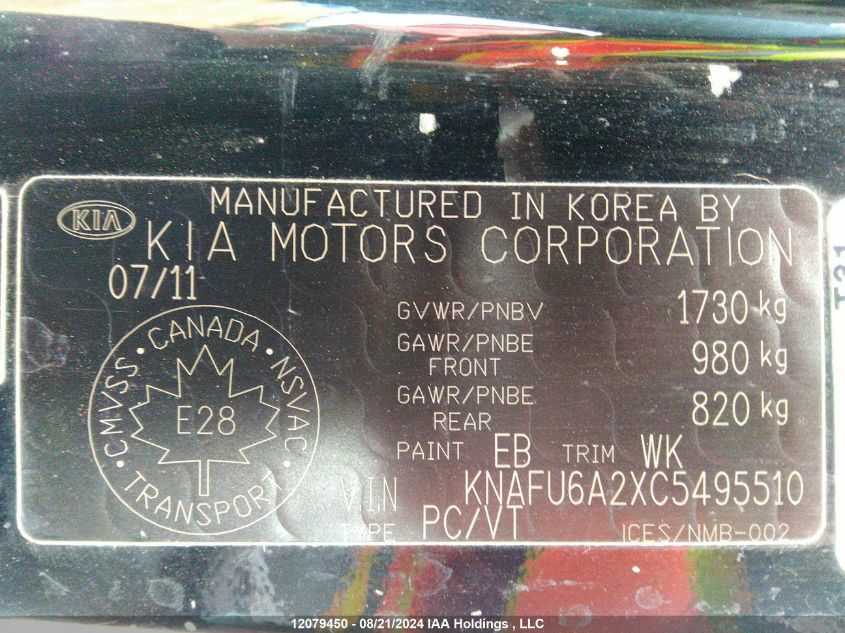 MANUFACTURED IN KOREA BY
KIA
KIA MOTORS CORPORATION
07/11
GVWR/PNBV 1730 kg
GAWR/PNBE FRONT 980 kg
GAWR/PNBE REAR 820 kg
CMVSS · CANADA · NSVAC · TRANSPORT
E28
PAINT EB TRIM WK
VIN KNAFU6A2XC5495510
TYPE PC/VT ICES/NMB-002
12079450 - 08/21/2024 IAA Holdings , LLC